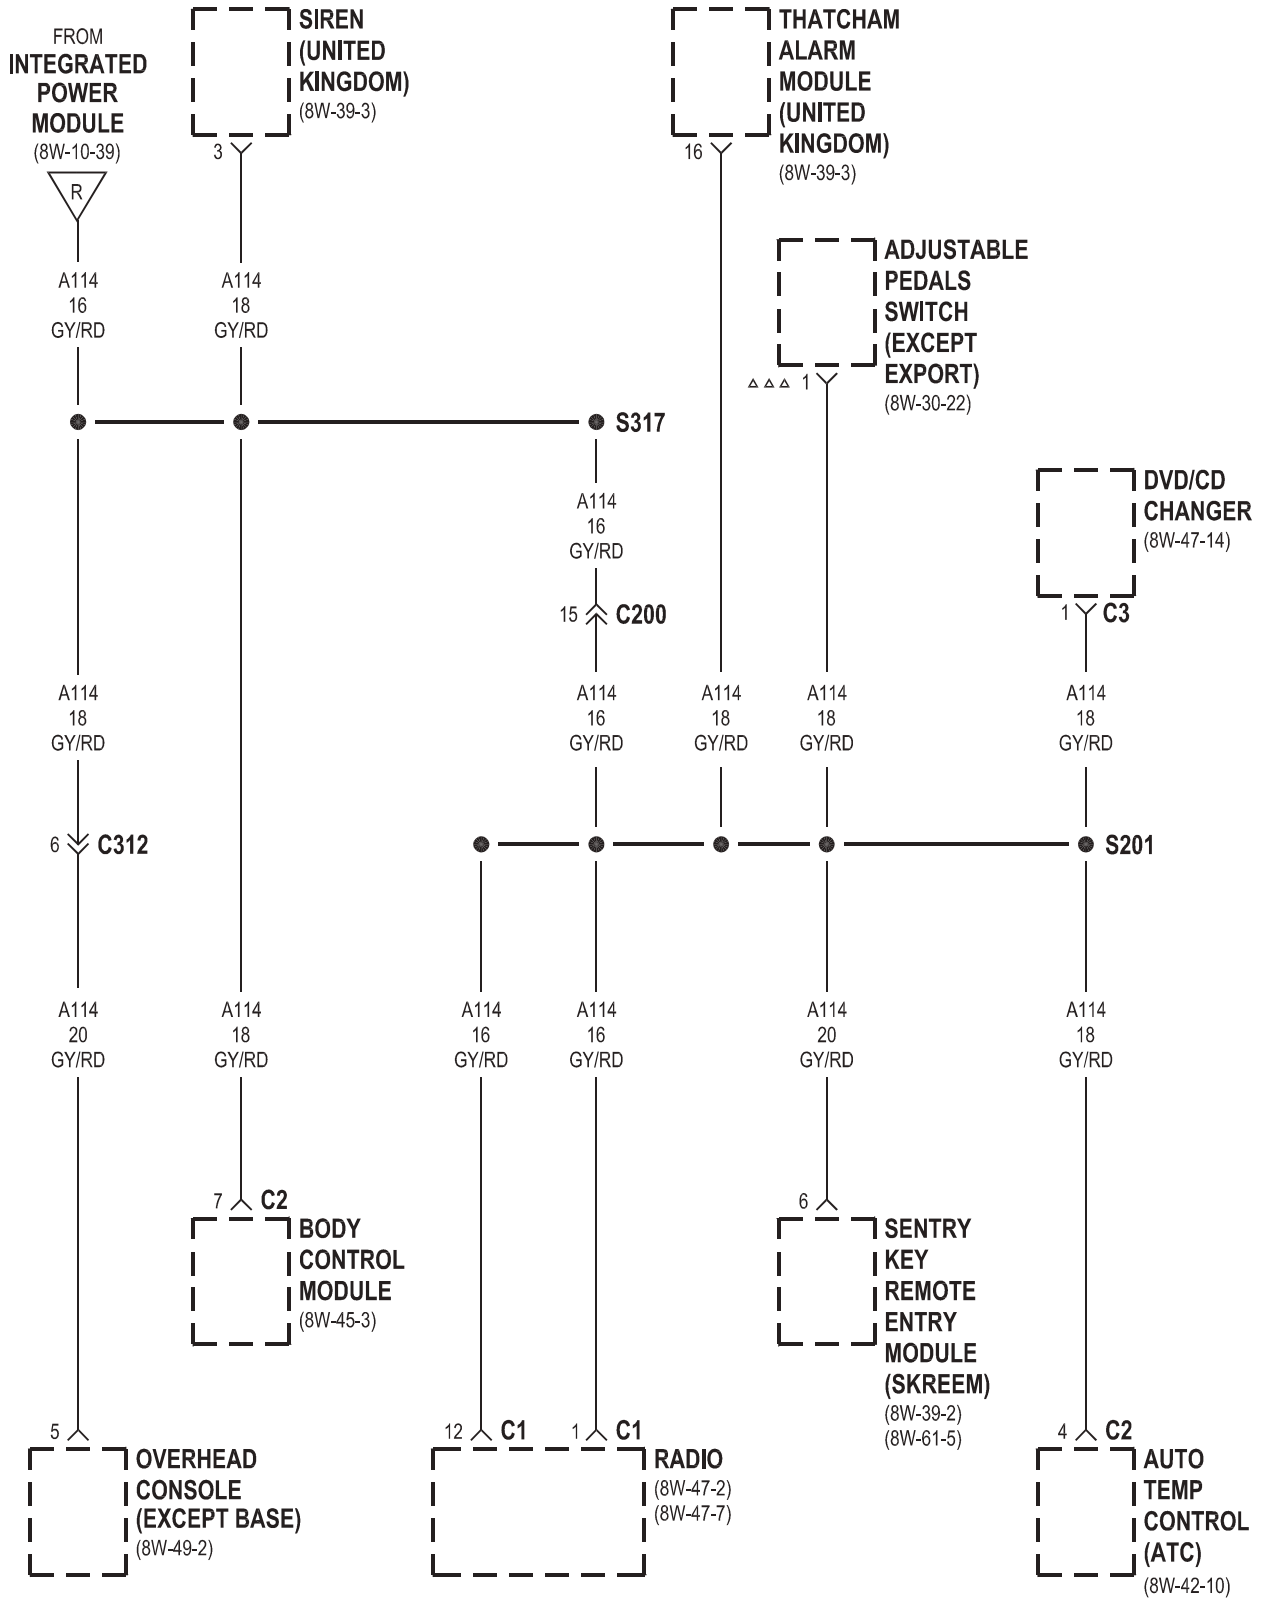 FROM
INTEGRATED
POWER
MODULE
(8W-10-39)
R
SIREN
(UNITED
KINGDOM)
(8W-39-3)
3
THATCHAM
ALARM
MODULE
(UNITED
KINGDOM)
(8W-39-3)
16
ADJUSTABLE
PEDALS
SWITCH
(EXCEPT
EXPORT)
(8W-30-22)
1
A114
16
GY/RD
A114
18
GY/RD
S317
A114
16
GY/RD
DVD/CD
CHANGER
(8W-47-14)
1
C3
15
C200
A114
18
GY/RD
A114
16
GY/RD
A114
18
GY/RD
A114
18
GY/RD
A114
18
GY/RD
6
C312
S201
A114
20
GY/RD
A114
18
GY/RD
A114
16
GY/RD
A114
16
GY/RD
A114
20
GY/RD
A114
18
GY/RD
7
C2
BODY
CONTROL
MODULE
(8W-45-3)
6
SENTRY
KEY
REMOTE
ENTRY
MODULE
(SKREEM)
(8W-39-2)
(8W-61-5)
5
OVERHEAD
CONSOLE
(EXCEPT BASE)
(8W-49-2)
12
C1
1
C1
RADIO
(8W-47-2)
(8W-47-7)
4
C2
AUTO
TEMP
CONTROL
(ATC)
(8W-42-10)